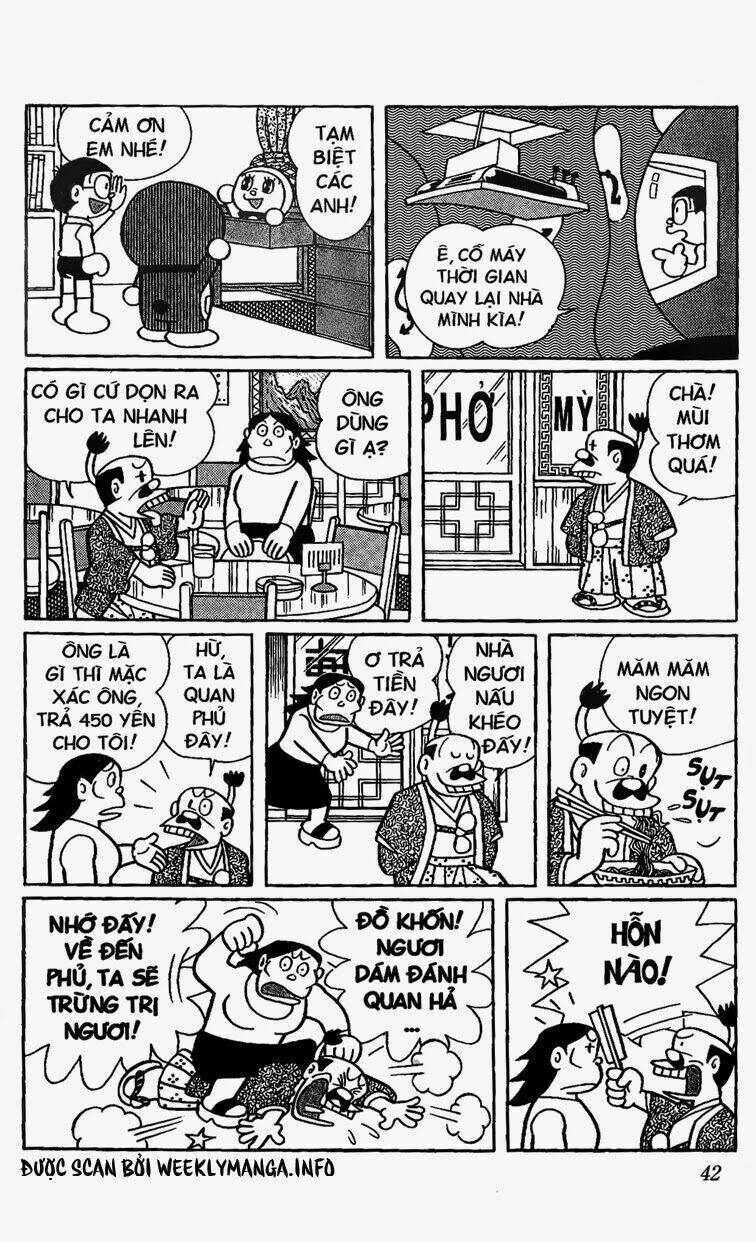 Ê, CỖ MÁY
THỜI GIAN
QUAY LẠI NHÀ
MÌNH KÌA!
TẠM
BIỆT
CÁC
ANH!
CẢM ƠN
EM NHÉ!
CHÀ!
MÙI
THƠM
QUÁ!
PHỞ
MỲ
ÔNG
DÙNG
GÌ Ạ?
CÓ GÌ CỨ DỌN RA
CHO TA NHANH
LÊN!
MĂM MĂM
NGON
TUYỆT!
SỤT
SỤT
NHÀ
NGƯƠI
NẤU
KHÉO
ĐẤY!
Ơ TRẢ
TIỀN
ĐÂY!
HỪ,
TA LÀ
QUAN
PHỦ
ĐÂY!
ÔNG LÀ
GÌ THÌ MẶC
XÁC ÔNG,
TRẢ 450 YÊN
CHO TÔI!
HỖN
NÀO!
ĐỒ KHỐN!
NGƯƠI
DÁM ĐÁNH
QUAN HẢ
...
NHỚ ĐẤY!
VỀ ĐẾN
PHỦ, TA SẼ
TRỪNG TRỊ
NGƯƠI!
ĐƯỢC SCAN BỞI WEEKLYMANGA.INFO
42